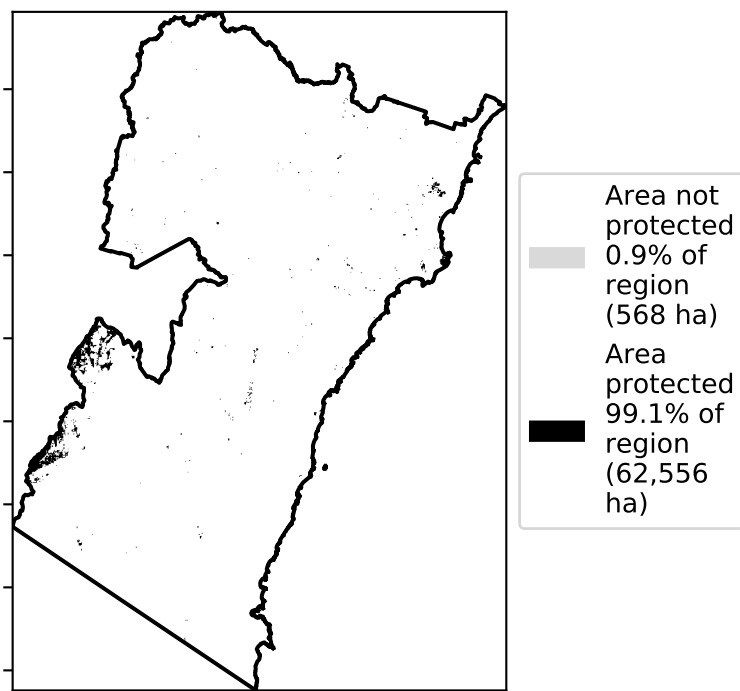 Area not
protected
0.9% of
region
(568 ha)
Area
protected
99.1% of
region
(62,556
ha)